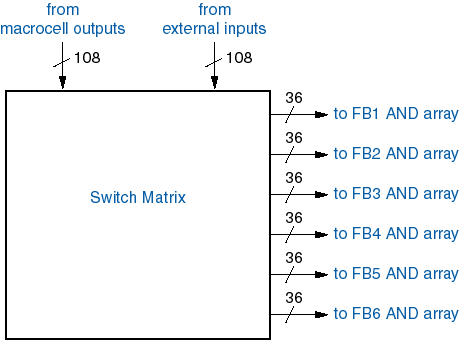 from
macrocell outputs
from
external inputs
108
108
36
to FB1 AND array
36
to FB2 AND array
36
to FB3 AND array
Switch Matrix
36
to FB4 AND array
36
to FB5 AND array
36
to FB6 AND array